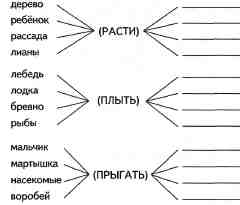 дерево
ребёнок
рассада
лианы
(РАСТИ)
лебедь
лодка
бревно
рыбы
(ПЛЫТЬ)
мальчик
мартышка
насекомые
воробей
(ПРЫГАТЬ)